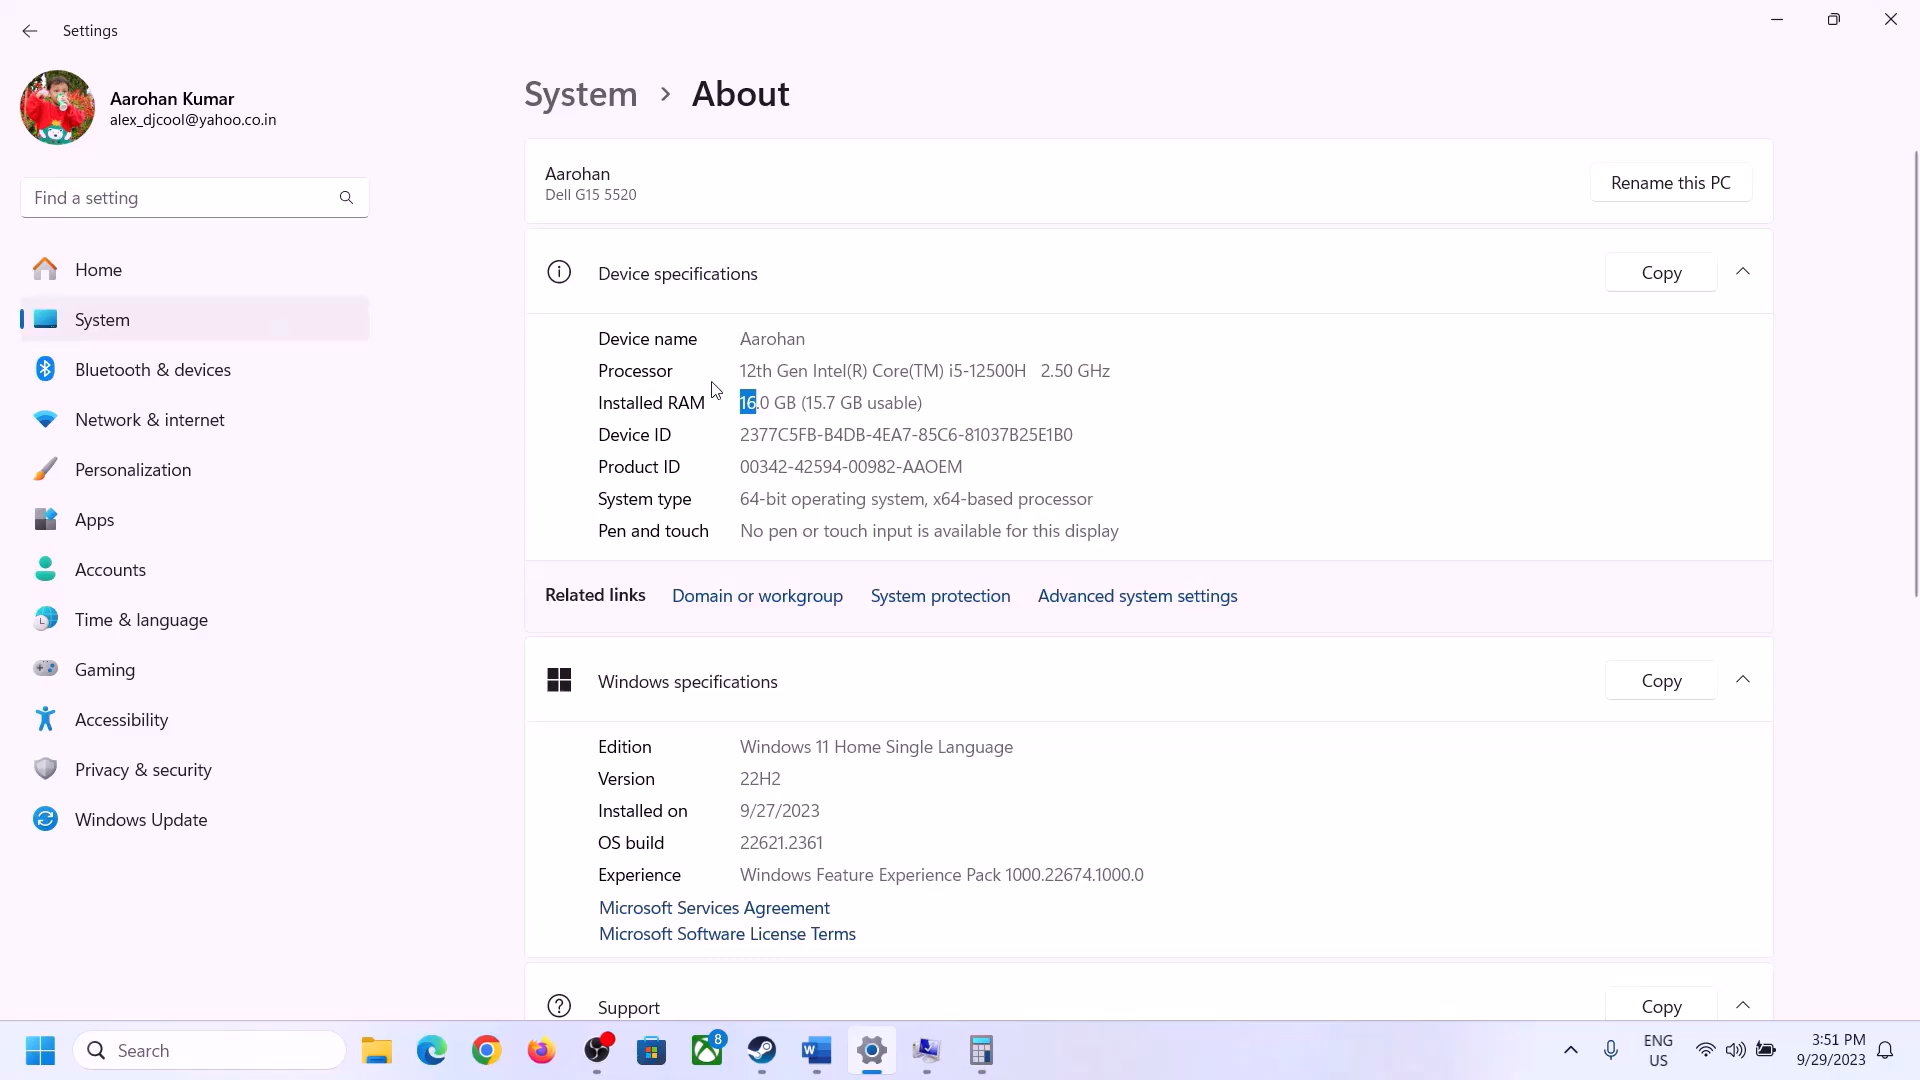 Settings
Aarohan Kumar
alex_djcool@yahoo.co.in
Find a setting
Home
System
Bluetooth & devices
Network & internet
Personalization
Apps
Accounts
Time & language
Gaming
Accessibility
Privacy & security
Windows Update
System > About
Aarohan
Dell G15 5520
Rename this PC
Device specifications
Copy
Device name Aarohan
Processor 12th Gen Intel(R) Core(TM) i5-12500H 2.50 GHz
Installed RAM 16.0 GB (15.7 GB usable)
Device ID 2377C5FB-B4DB-4EA7-85C6-81037B25E1B0
Product ID 00342-42594-00982-AAOEM
System type 64-bit operating system, x64-based processor
Pen and touch No pen or touch input is available for this display
Related links Domain or workgroup System protection Advanced system settings
Windows specifications
Copy
Edition Windows 11 Home Single Language
Version 22H2
Installed on 9/27/2023
OS build 22621.2361
Experience Windows Feature Experience Pack 1000.22674.1000.0
Microsoft Services Agreement
Microsoft Software License Terms
Support
Copy
Search
8
W
ENG
US
3:51 PM
9/29/2023